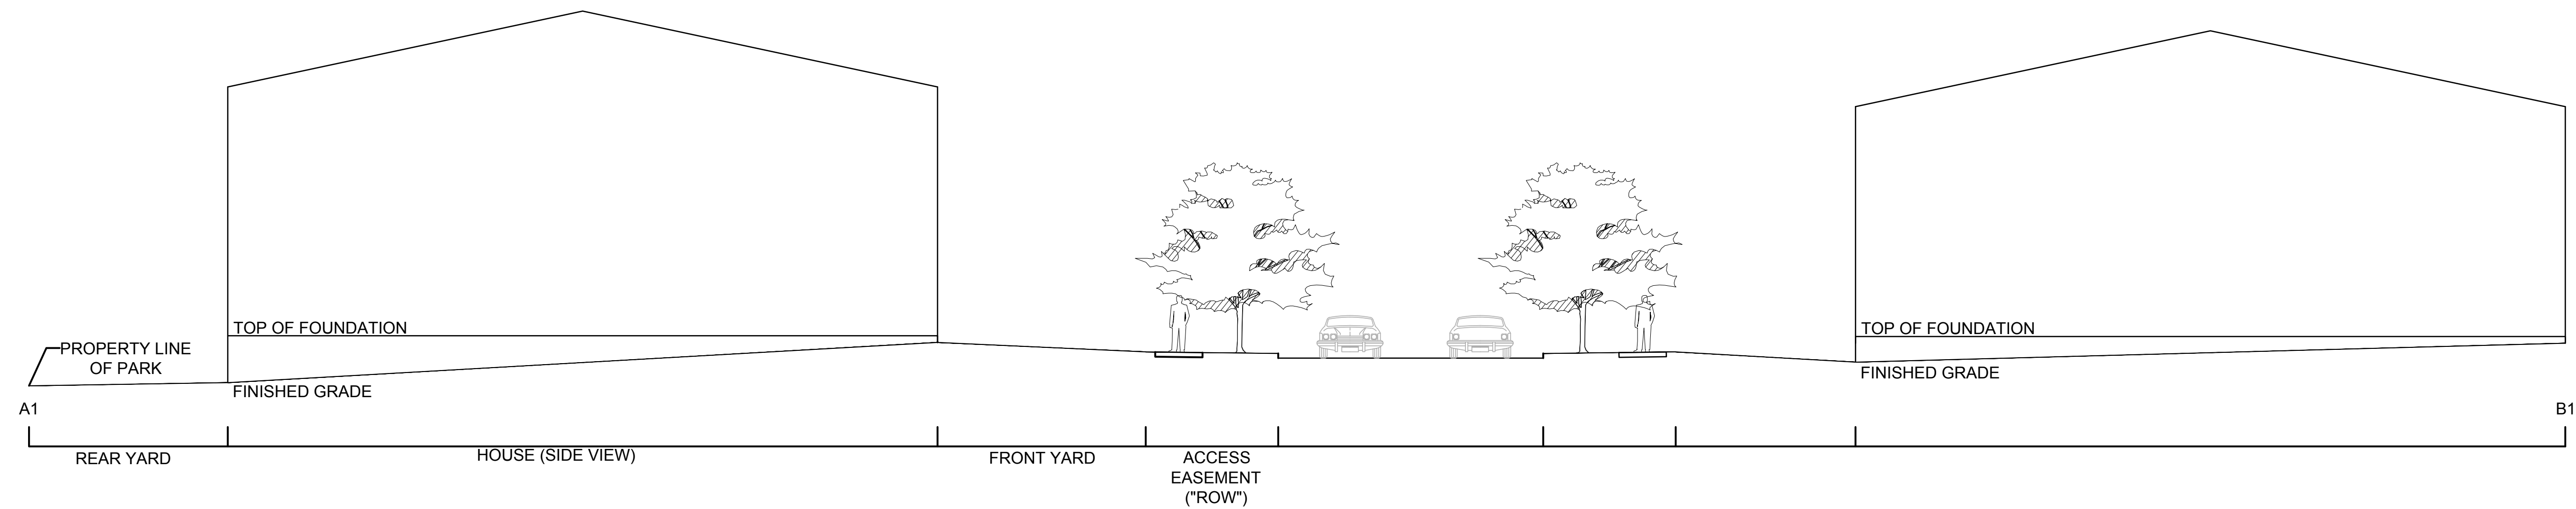 TOP OF FOUNDATION
TOP OF FOUNDATION
PROPERTY LINE
OF PARK
FINISHED GRADE
FINISHED GRADE
A1
B1
REAR YARD
HOUSE (SIDE VIEW)
FRONT YARD
ACCESS
EASEMENT
("ROW")